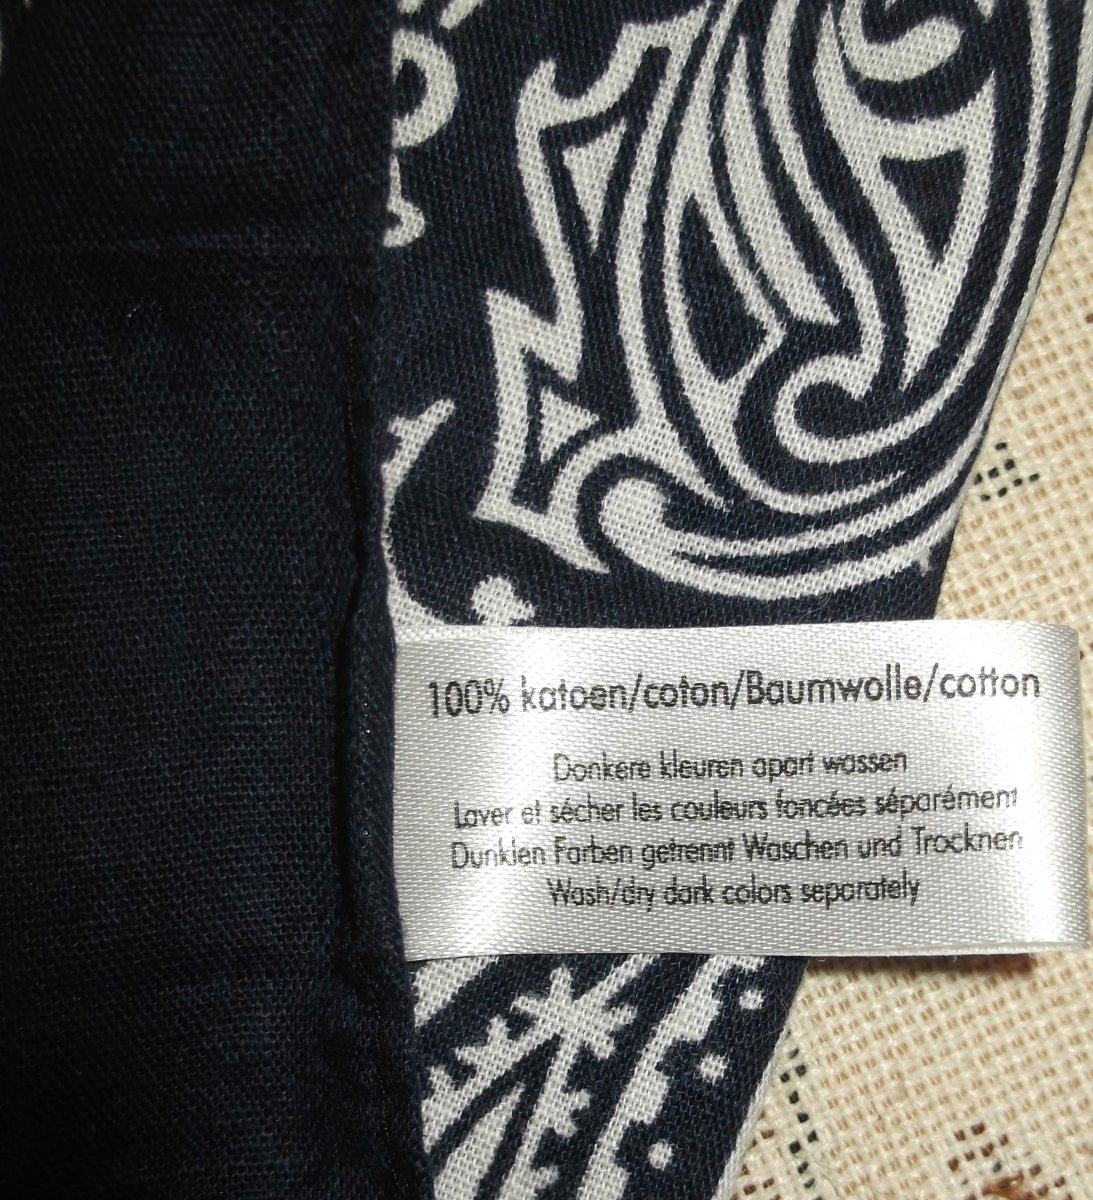 100% katoen/coton/Baumwolle/cotton
Donkere kleuren apart wassen
Laver et sécher les couleurs foncées séparément
Dunklen Farben getrennt Waschen und Trocknen
Wash/dry dark colors separately